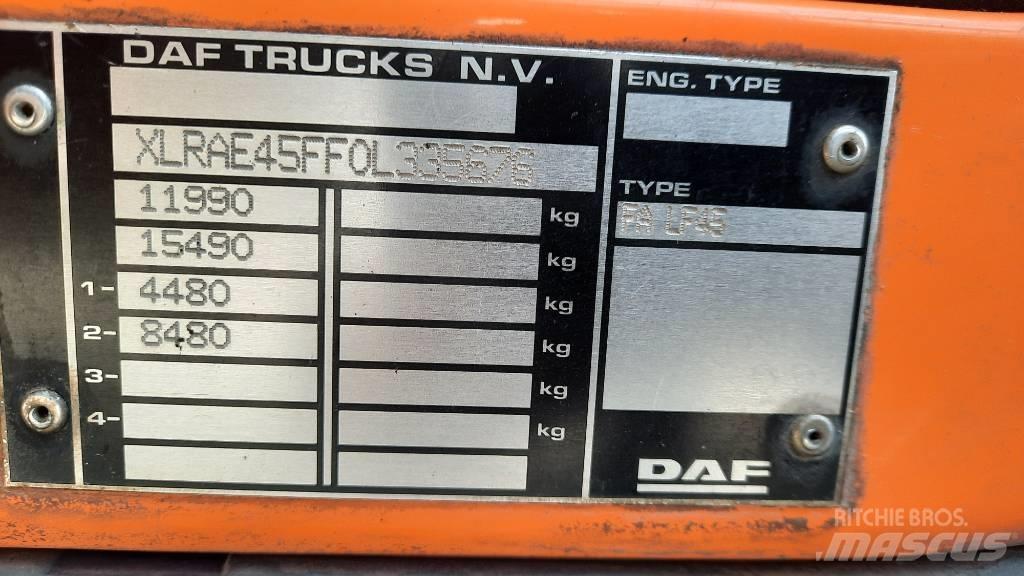 DAF TRUCKS N.V.
XLRAE45FF0L335676
11990 kg
15490 kg
1- 4480 kg
2- 8480 kg
3- kg
4- kg
ENG. TYPE
TYPE
FA LF45
DAF
RITCHIE BROS.
MASCUS